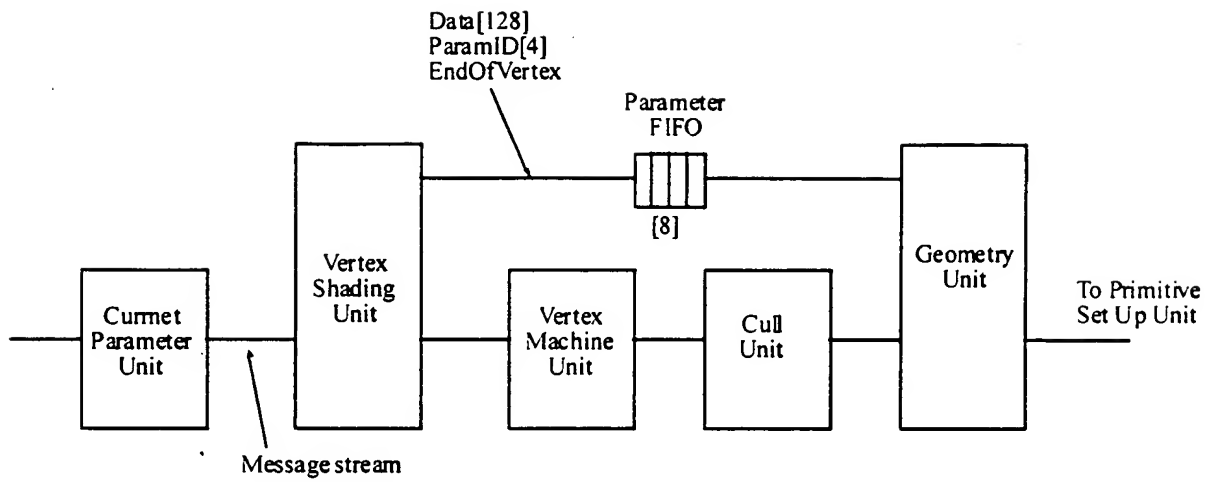 Data[128]
ParamID[4]
EndOfVertex
Parameter
FIFO
[8]
Currnet
Parameter
Unit
Vertex
Shading
Unit
Vertex
Machine
Unit
Cull
Unit
Geometry
Unit
To Primitive
Set Up Unit
Message stream